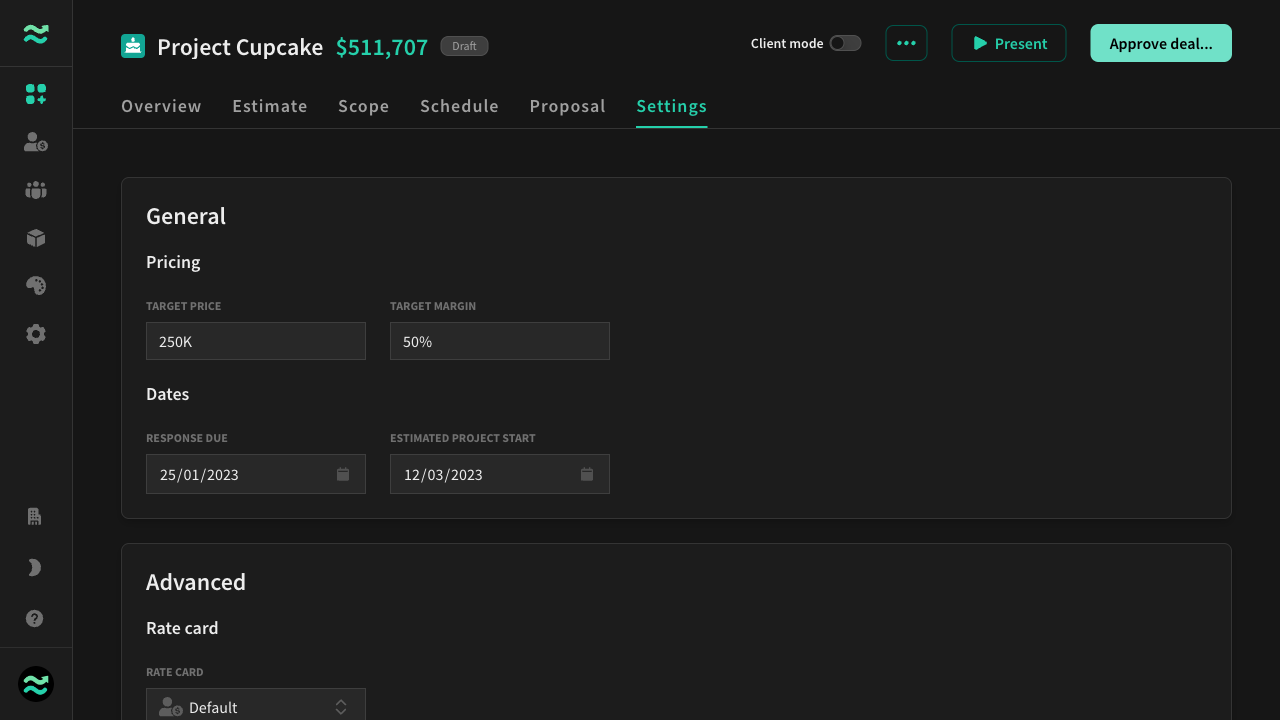 Project Cupcake $511,707 Draft
Client mode
Present
Approve deal...
Overview Estimate Scope Schedule Proposal Settings
General
Pricing
TARGET PRICE TARGET MARGIN
250K 50%
Dates
RESPONSE DUE ESTIMATED PROJECT START
25/01/2023 12/03/2023
Advanced
Rate card
RATE CARD
Default